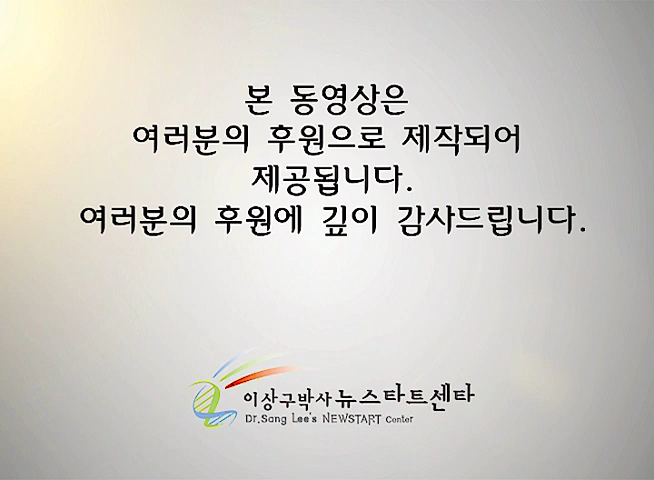 본 동영상은
여러분의 후원으로 제작되어
제공됩니다.
여러분의 후원에 깊이 감사드립니다.
이상구박사 뉴스타트센타
Dr.Sang Lee's NEWSTART Center